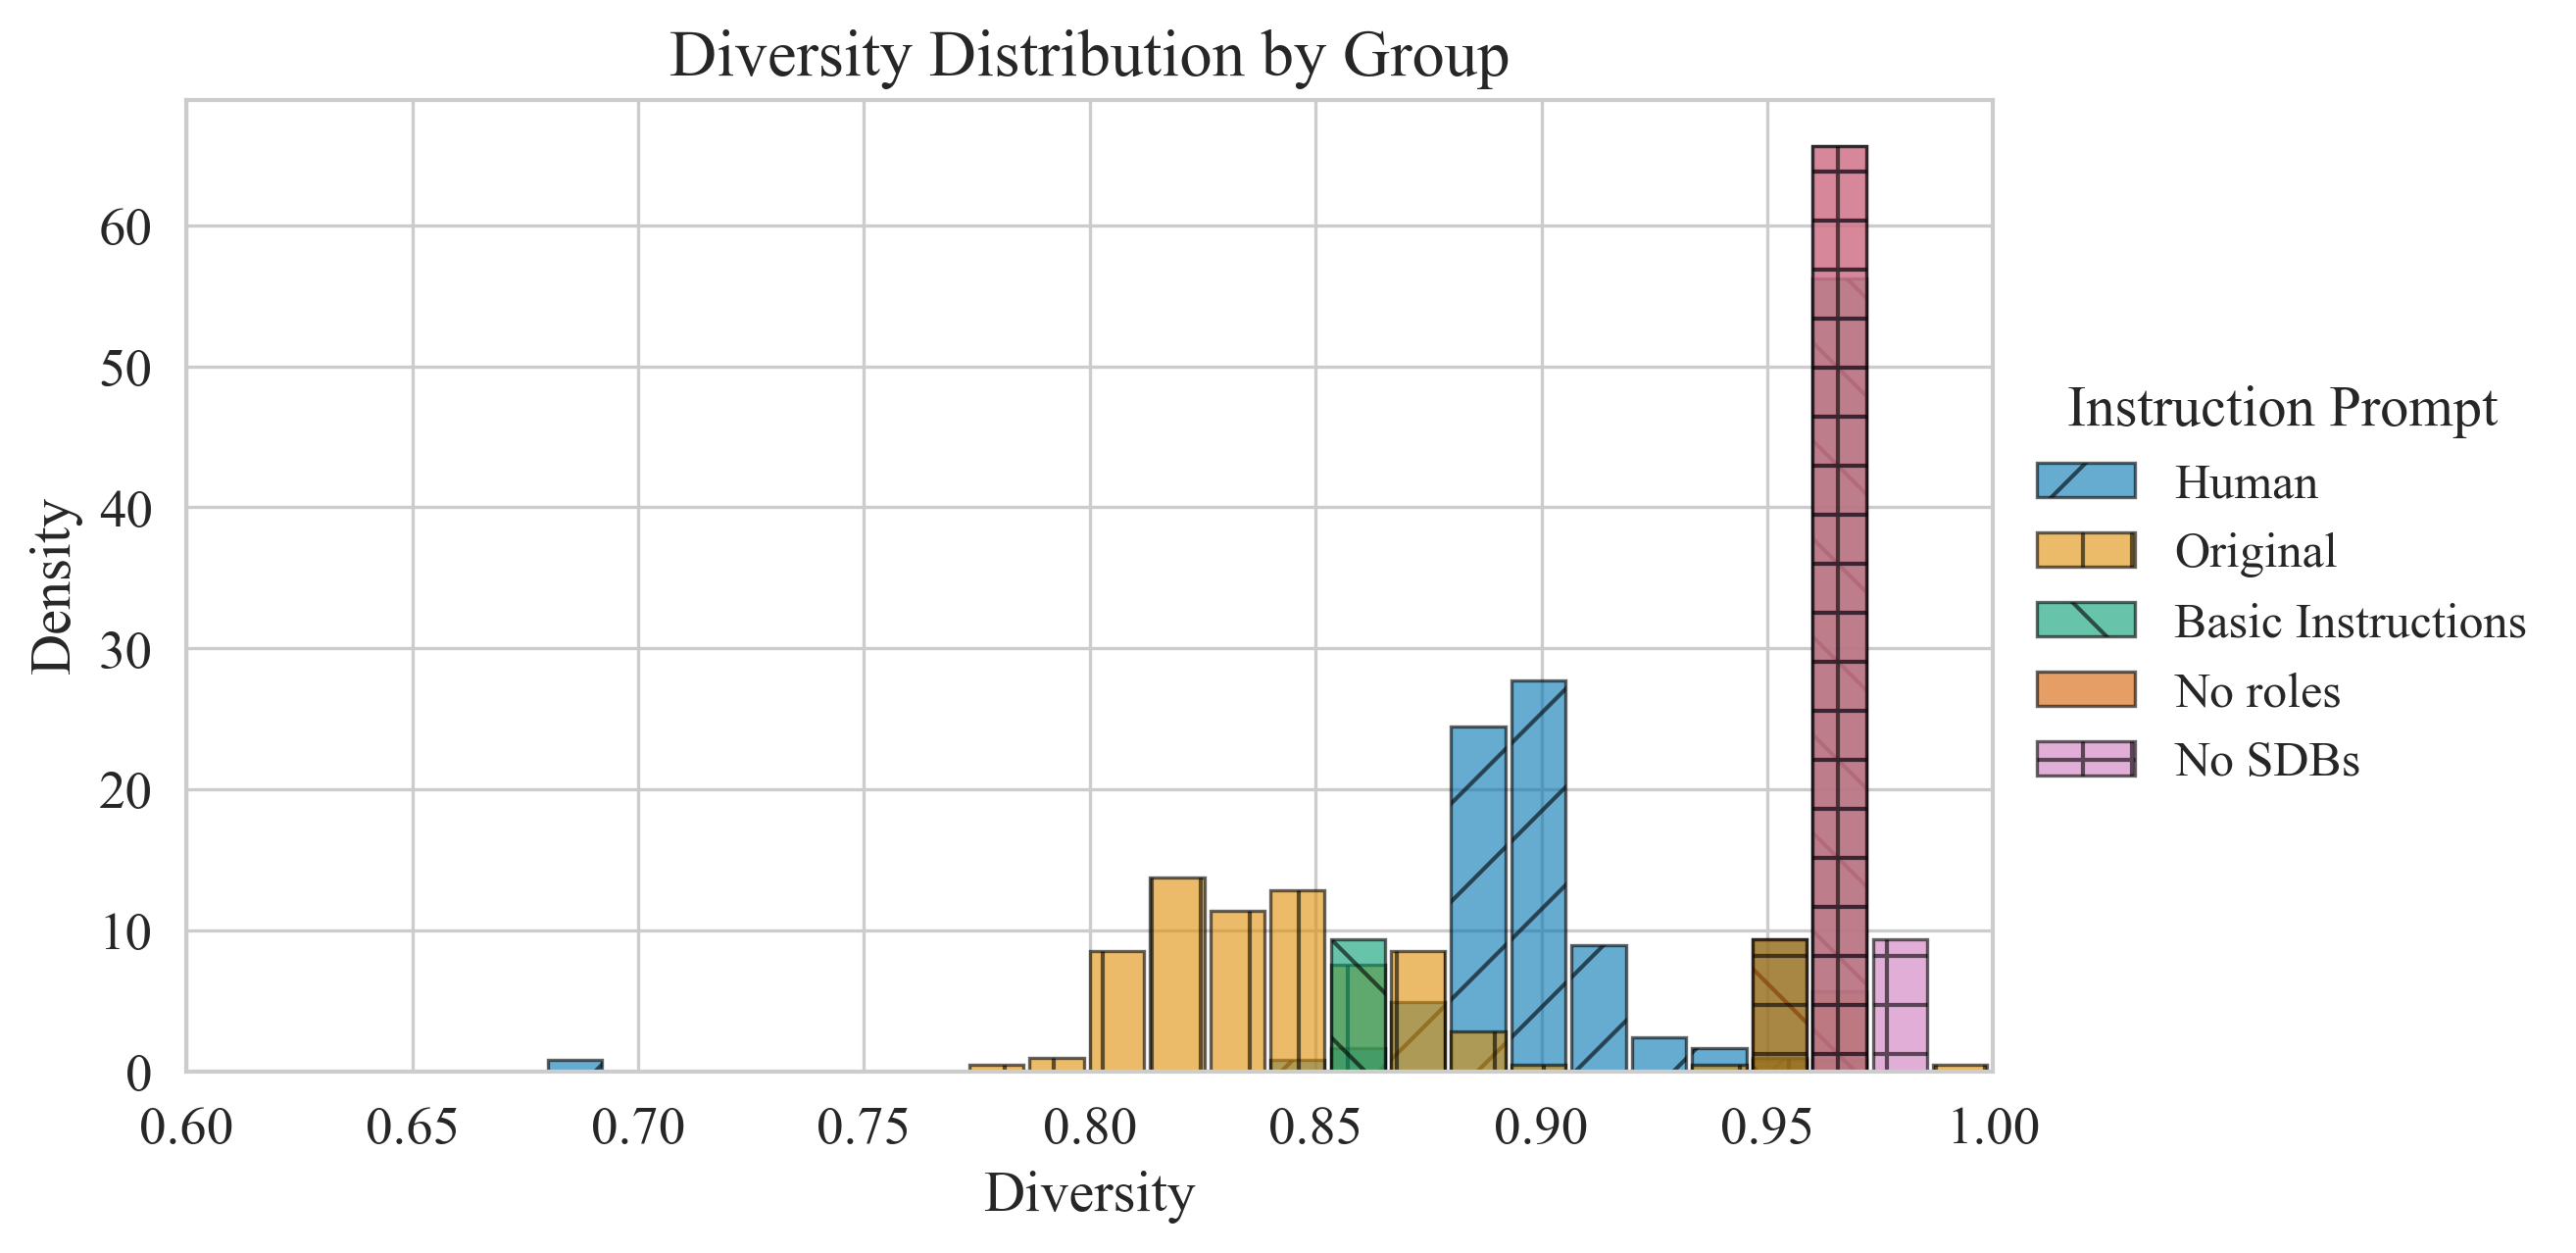 Diversity Distribution by Group
60
50
40
30
20
10
0
Density
0.60 0.65 0.70 0.75 0.80 0.85 0.90 0.95 1.00
Diversity
Instruction Prompt
Human
Original
Basic Instructions
No roles
No SDBs